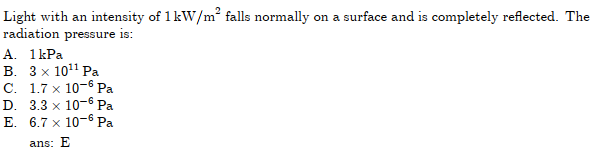 Light with an intensity of 1 kW/m² falls normally on a surface and is completely reflected. The
radiation pressure is:
A. 1 kPa
B. 3 × 10¹¹ Pa
C. 1.7 × 10⁻⁶ Pa
D. 3.3 × 10⁻⁶ Pa
E. 6.7 × 10⁻⁶ Pa
ans: E